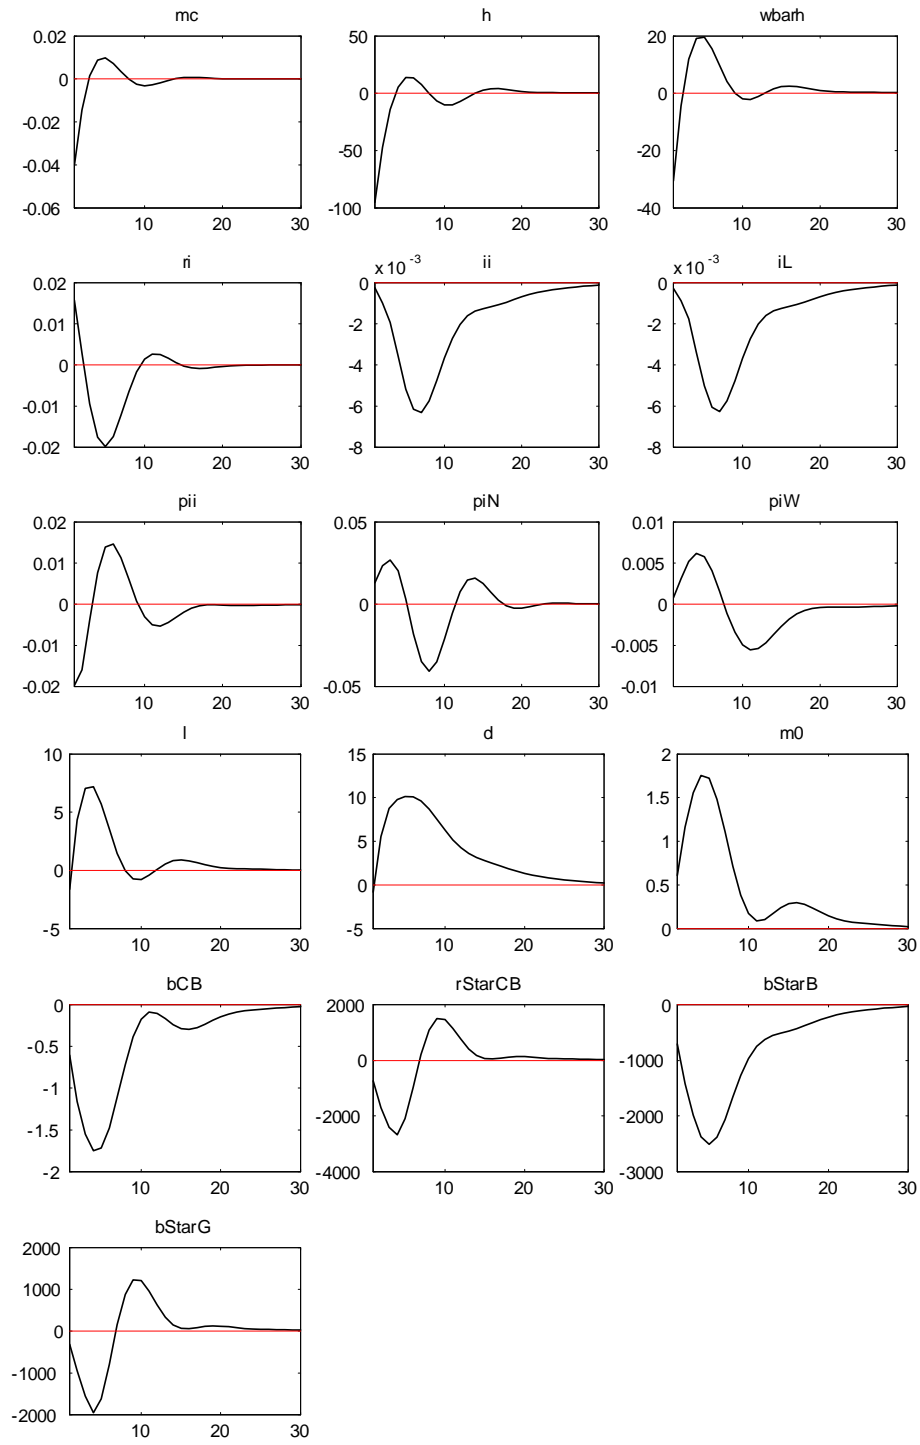 mc
0.02
0
-0.02
-0.04
-0.06
10 20 30
h
50
0
-50
-100
10 20 30
wbarh
20
0
-20
-40
10 20 30
ri
0.02
0.01
0
-0.01
-0.02
10 20 30
x 10 -3
ii
0
-2
-4
-6
-8
10 20 30
x 10 -3
iL
0
-2
-4
-6
-8
10 20 30
pii
0.02
0.01
0
-0.01
-0.02
10 20 30
piN
0.05
0
-0.05
10 20 30
piW
0.01
0.005
0
-0.005
-0.01
10 20 30
l
10
5
0
-5
10 20 30
d
15
10
5
0
-5
10 20 30
m0
2
1.5
1
0.5
0
10 20 30
bCB
0
-0.5
-1
-1.5
-2
10 20 30
rStarCB
2000
0
-2000
-4000
10 20 30
bStarB
0
-1000
-2000
-3000
10 20 30
bStarG
2000
1000
0
-1000
-2000
10 20 30